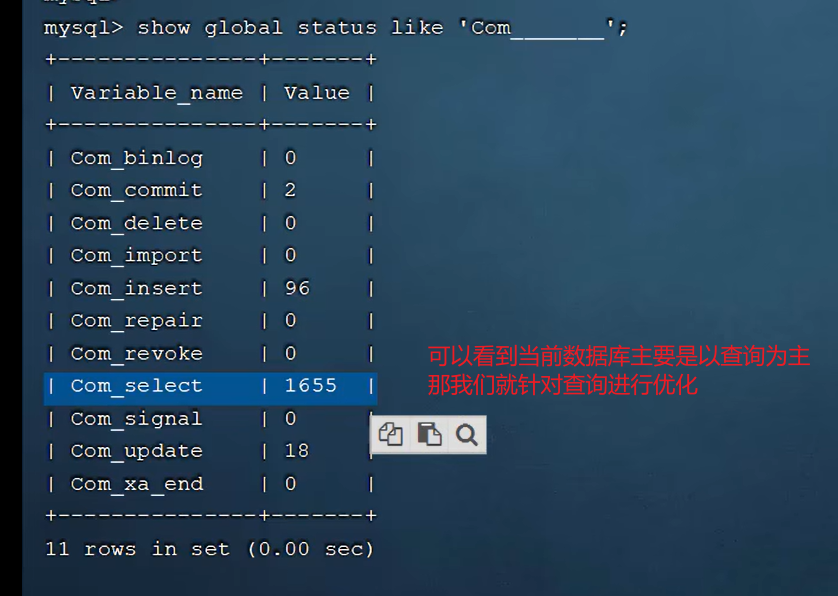 mysql> show global status like 'Com_______';
+---------------+-------+
| Variable_name | Value |
+---------------+-------+
| Com_binlog | 0 |
| Com_commit | 2 |
| Com_delete | 0 |
| Com_import | 0 |
| Com_insert | 96 |
| Com_repair | 0 |
| Com_revoke | 0 |
可以看到当前数据库主要是以查询为主
| Com_select | 1655 |
那我们就针对查询进行优化
| Com_signal | 0 |
| Com_update | 18 |
| Com_xa_end | 0 |
+---------------+-------+
11 rows in set (0.00 sec)